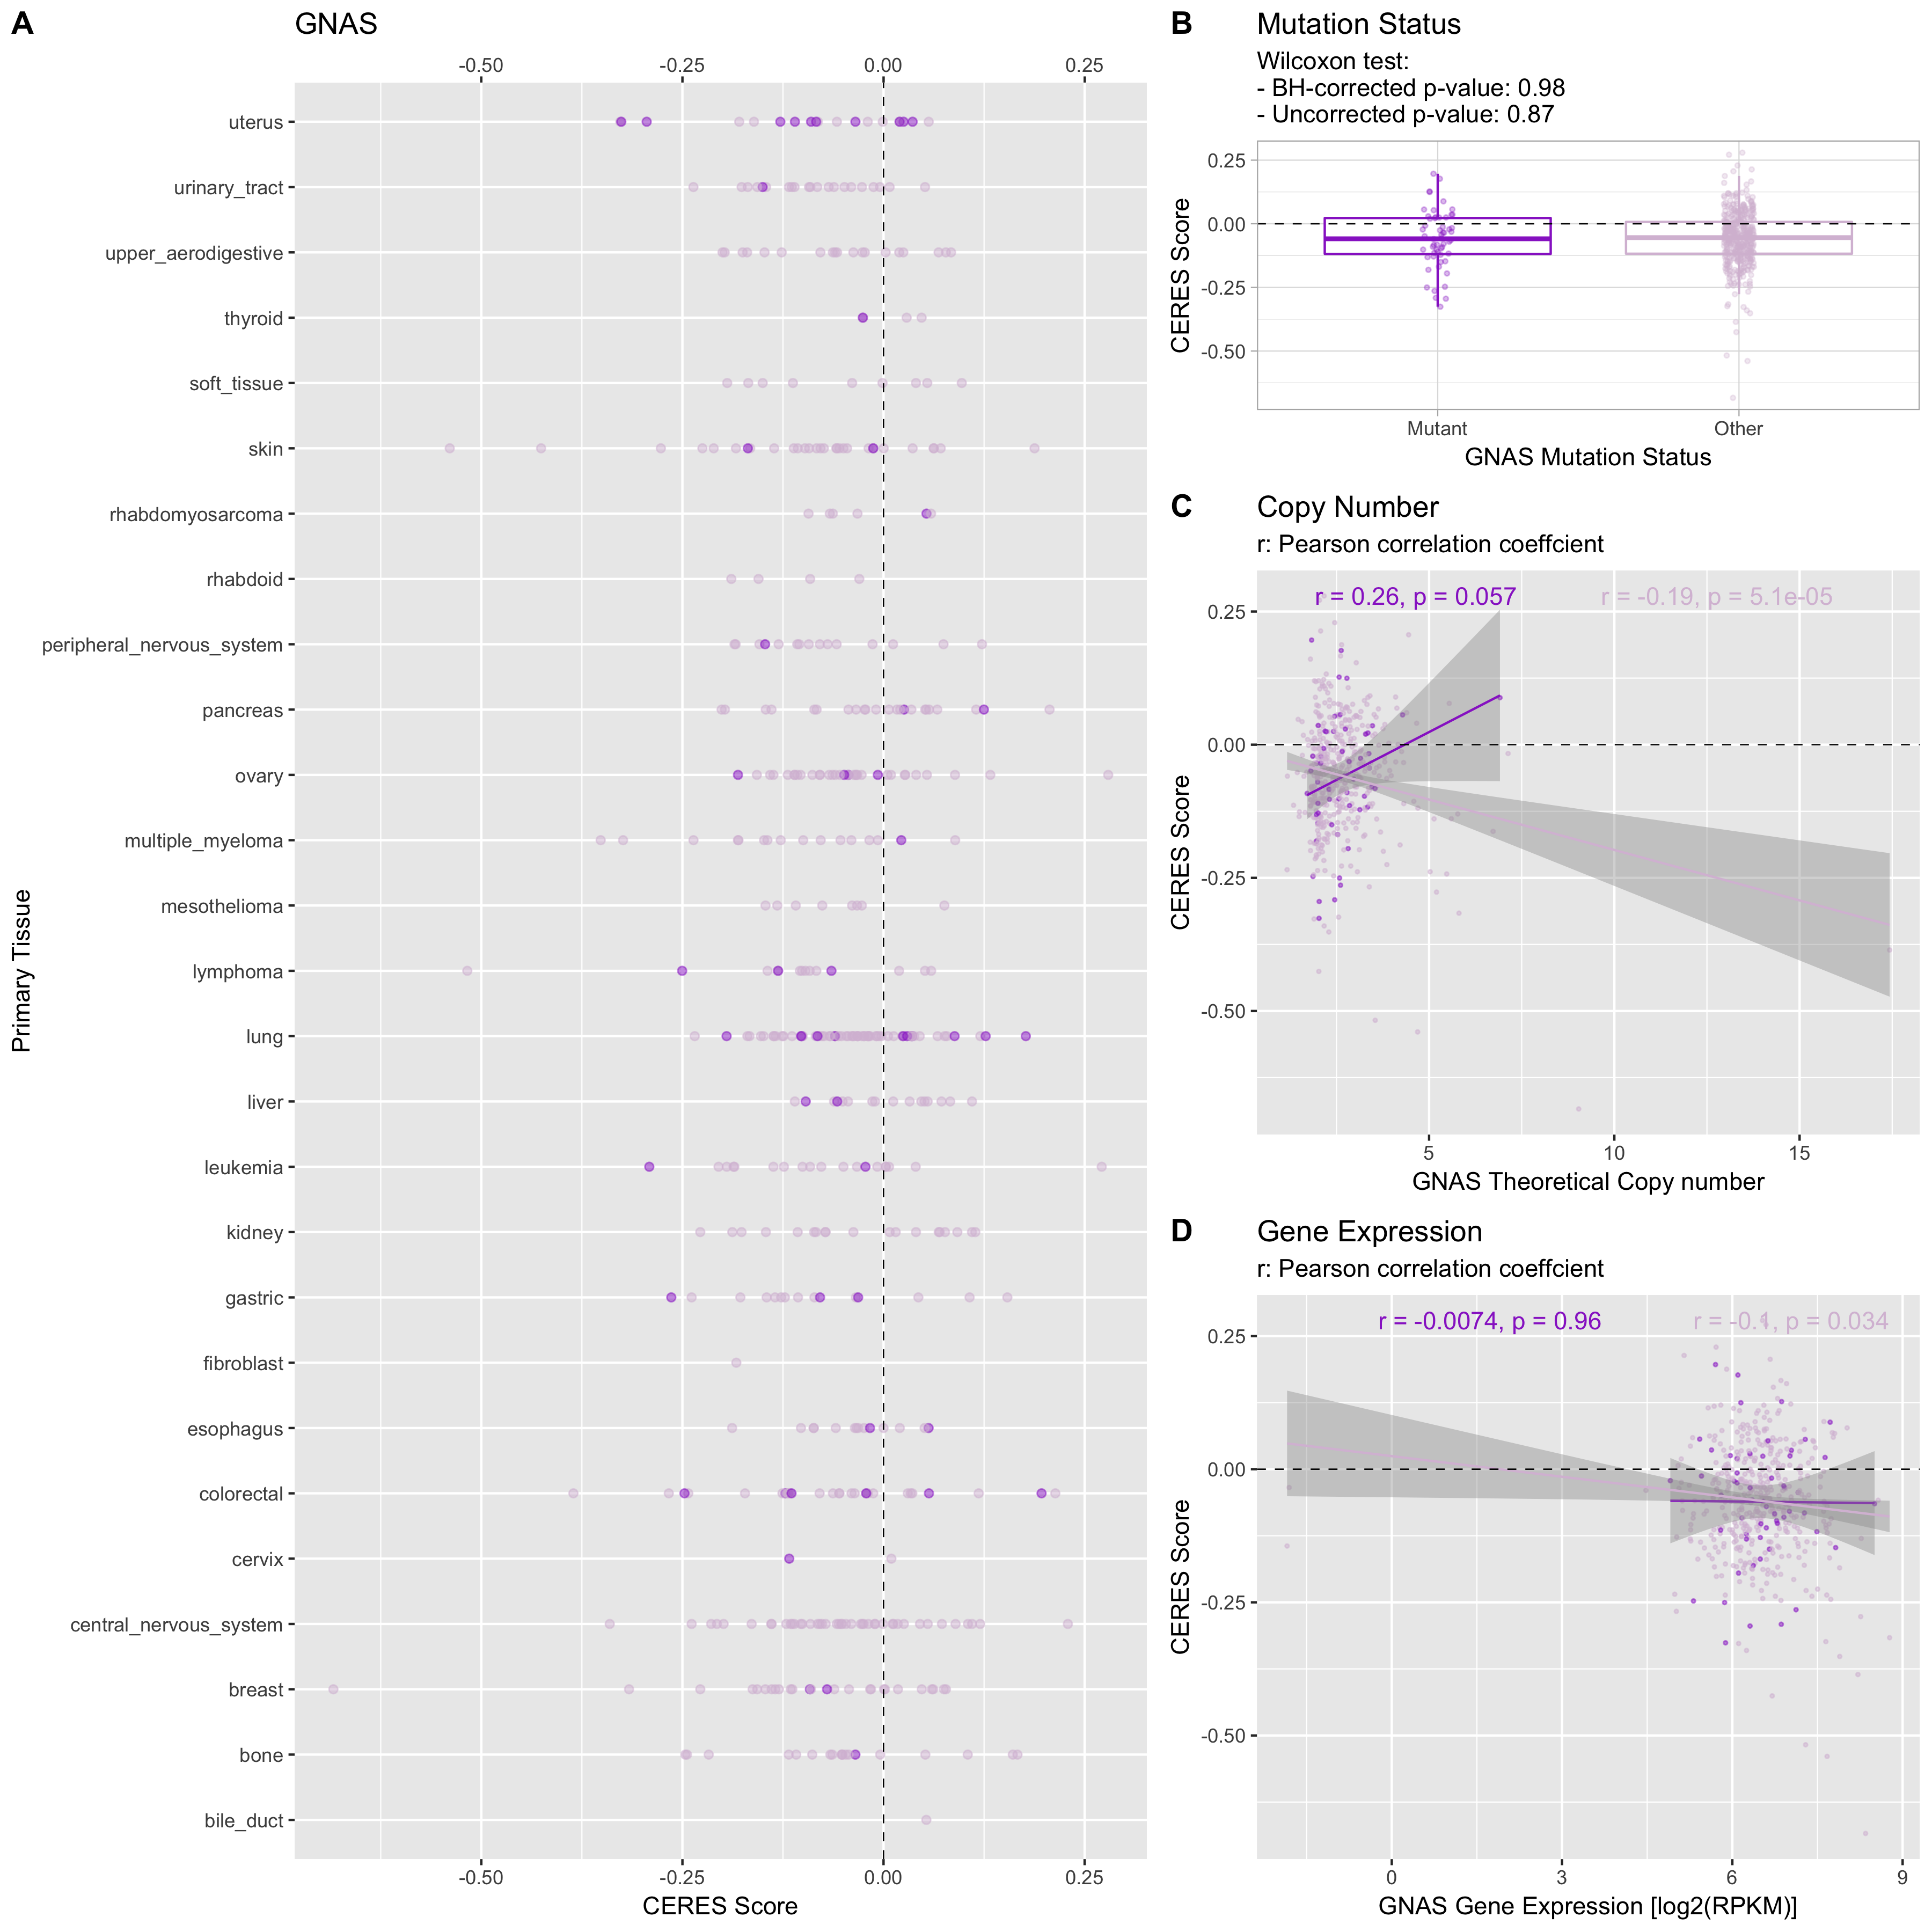 A
GNAS
-0.50
-0.25
0.00
0.25
uterus
urinary_tract
upper_aerodigestive
thyroid
soft_tissue
skin
rhabdomyosarcoma
rhabdoid
peripheral_nervous_system
pancreas
ovary
multiple_myeloma
mesothelioma
lymphoma
lung
liver
leukemia
kidney
gastric
fibroblast
esophagus
colorectal
cervix
central_nervous_system
breast
bone
bile_duct
Primary Tissue
-0.50
-0.25
0.00
0.25
CERES Score
B
Mutation Status
Wilcoxon test:
- BH-corrected p-value: 0.98
- Uncorrected p-value: 0.87
0.25
0.00
-0.25
-0.50
CERES Score
Mutant
Other
GNAS Mutation Status
C
Copy Number
r: Pearson correlation coeffcient
r = 0.26, p = 0.057
r = -0.19, p = 5.1e-05
0.25
0.00
-0.25
-0.50
CERES Score
5
10
15
GNAS Theoretical Copy number
D
Gene Expression
r: Pearson correlation coeffcient
r = -0.0074, p = 0.96
r = -0.1, p = 0.034
0.25
0.00
-0.25
-0.50
CERES Score
0
3
6
9
GNAS Gene Expression [log2(RPKM)]